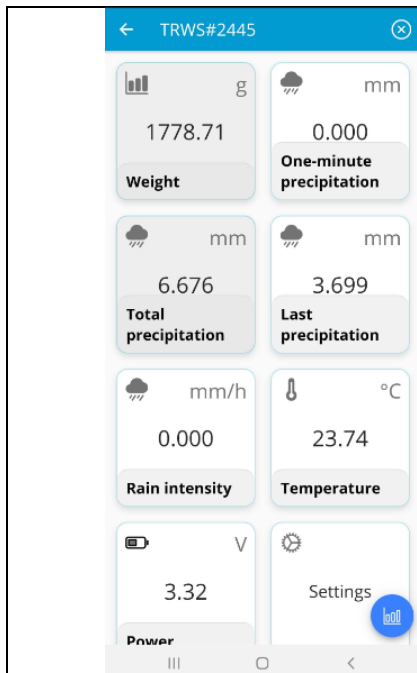 TRWS#2445
g
1778.71
Weight
mm
0.000
One-minute
precipitation
mm
6.676
Total
precipitation
mm
3.699
Last
precipitation
mm/h
0.000
Rain intensity
°C
23.74
Temperature
V
3.32
Power
Settings